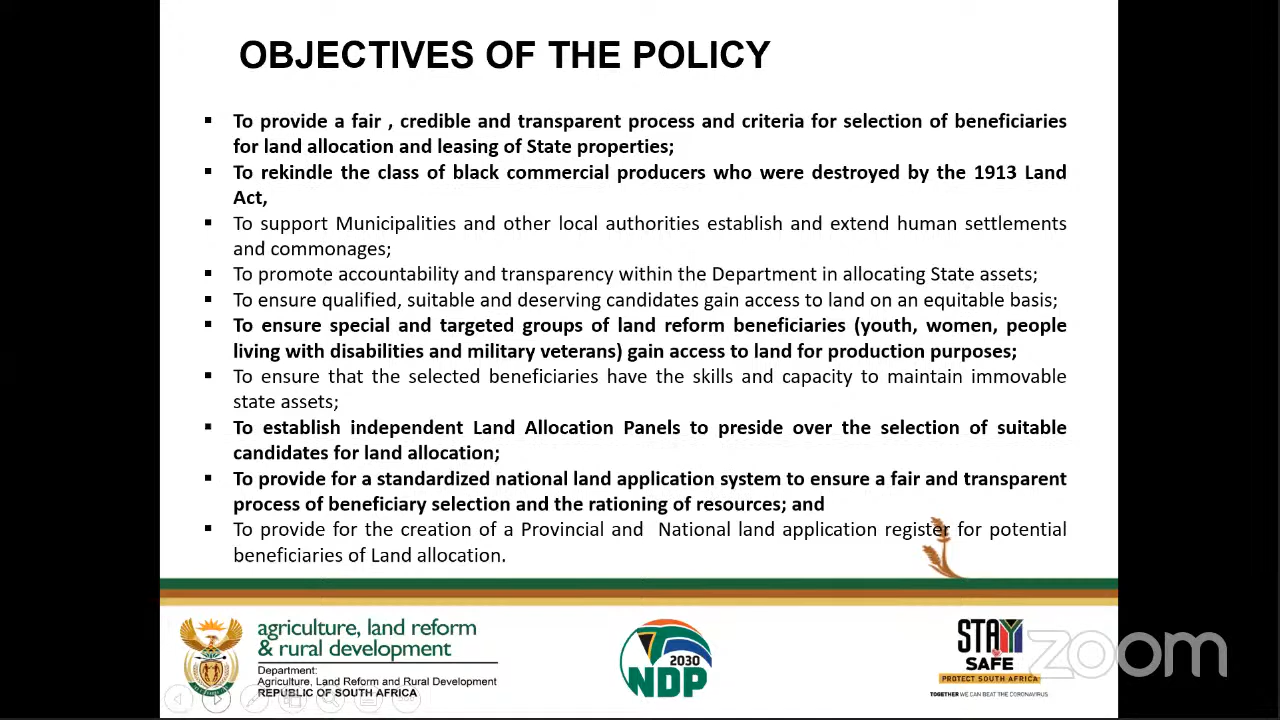 OBJECTIVES OF THE POLICY
▪ To provide a fair , credible and transparent process and criteria for selection of beneficiaries
for land allocation and leasing of State properties;
▪ To rekindle the class of black commercial producers who were destroyed by the 1913 Land
Act,
▪ To support Municipalities and other local authorities establish and extend human settlements
and commonages;
▪ To promote accountability and transparency within the Department in allocating State assets;
▪ To ensure qualified, suitable and deserving candidates gain access to land on an equitable basis;
▪ To ensure special and targeted groups of land reform beneficiaries (youth, women, people
living with disabilities and military veterans) gain access to land for production purposes;
▪ To ensure that the selected beneficiaries have the skills and capacity to maintain immovable
state assets;
▪ To establish independent Land Allocation Panels to preside over the selection of suitable
candidates for land allocation;
▪ To provide for a standardized national land application system to ensure a fair and transparent
process of beneficiary selection and the rationing of resources; and
▪ To provide for the creation of a Provincial and National land application register for potential
beneficiaries of Land allocation.
agriculture, land reform
& rural development
Department:
Agriculture, Land Reform and Rural Development
REPUBLIC OF SOUTH AFRICA
2030
NDP
STAY
SAFE
PROTECT SOUTH AFRICA
TOGETHER WE CAN BEAT THE CORONAVIRUS
zoom